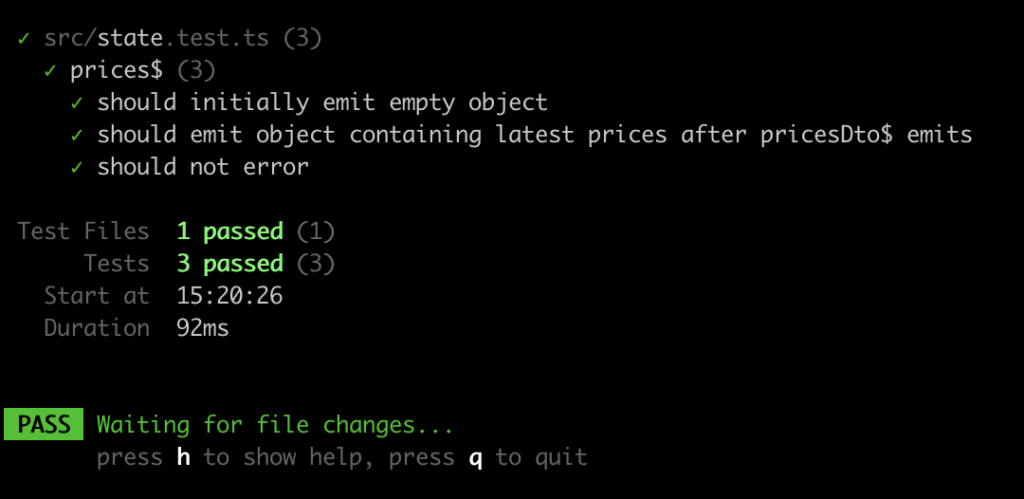 ✓ src/state.test.ts (3)
✓ prices$ (3)
✓ should initially emit empty object
✓ should emit object containing latest prices after pricesDto$ emits
✓ should not error
Test Files 1 passed (1)
Tests 3 passed (3)
Start at 15:20:26
Duration 92ms
PASS Waiting for file changes...
press h to show help, press q to quit